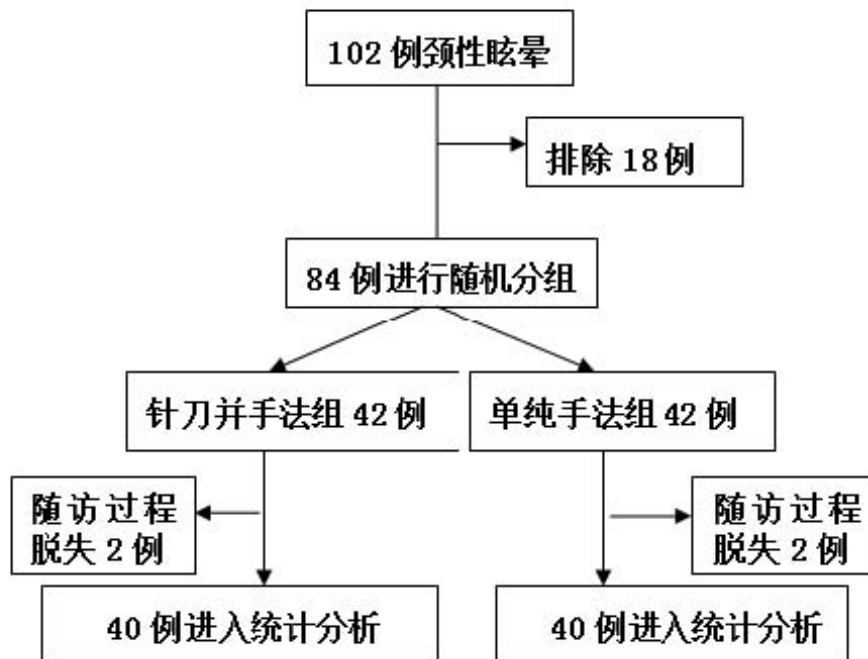 102 例颈性眩晕
排除 18 例
84 例进行随机分组
针刀并手法组 42 例
单纯手法组 42 例
随访过程
脱失 2 例
随访过程
脱失 2 例
40 例进入统计分析
40 例进入统计分析